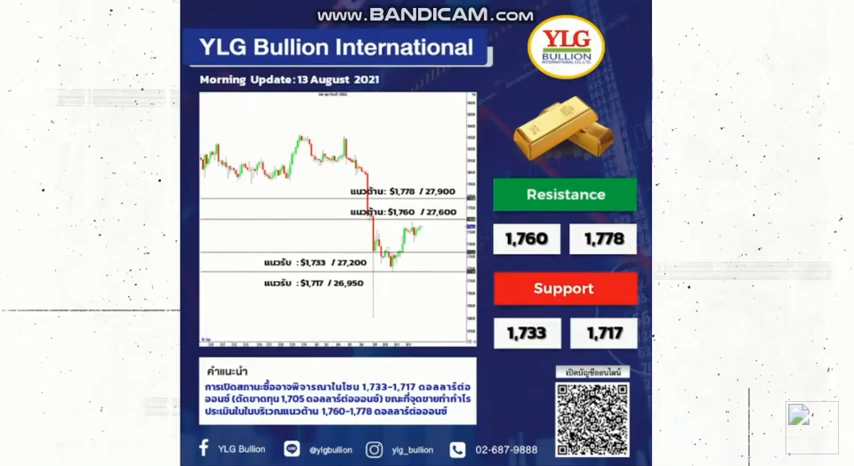 www.BANDICAM.com
YLG Bullion International
YLG
BULLION
INTERNATIONAL CO.,LTD.
Morning Update : 13 August 2021
แนวต้าน: $1,778 / 27,900
แนวต้าน: $1,760 / 27,600
แนวรับ : $1,733 / 27,200
แนวรับ : $1,717 / 26,950
Resistance
1,760 1,778
Support
1,733 1,717
คำแนะนำ
การเปิดสถานะซื้ออาจพิจารณาในโซน 1,733-1,717 ดอลลาร์ต่อ
ออนซ์ (ตัดขาดทุน 1,705 ดอลลาร์ต่อออนซ์) ขณะที่จุดขายทำกำไร
ประเมินในบริเวณแนวต้าน 1,760-1,778 ดอลลาร์ต่อออนซ์
เปิดบัญชีออนไลน์
YLG Bullion @ylgbullion ylg_bullion 02-687-9888